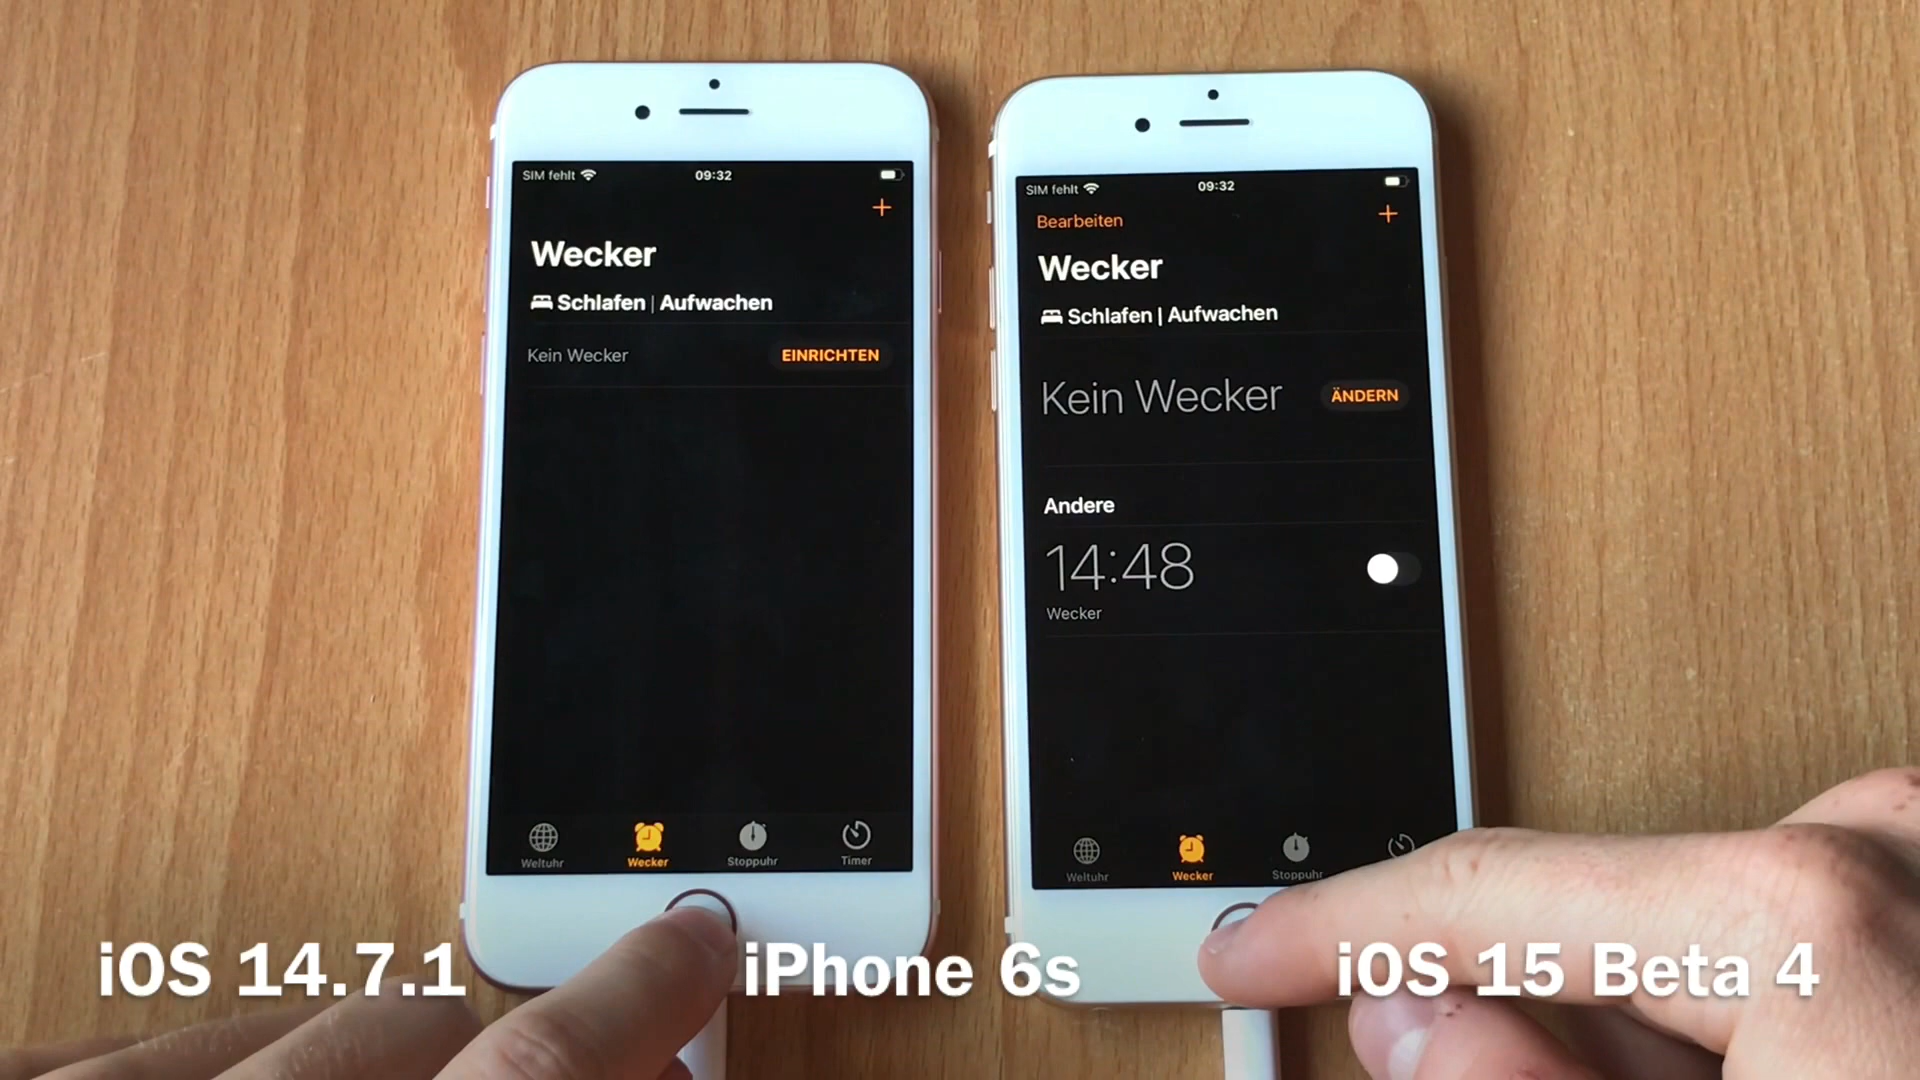 SIM fehlt 09:32
+
Wecker
Schlafen | Aufwachen
Kein Wecker EINRICHTEN
Weltuhr Wecker Stoppuhr Timer
SIM fehlt 09:32
Bearbeiten +
Wecker
Schlafen | Aufwachen
Kein Wecker ÄNDERN
Andere
14:48
Wecker
Weltuhr Wecker Stoppuhr
iOS 14.7.1 iPhone 6s iOS 15 Beta 4